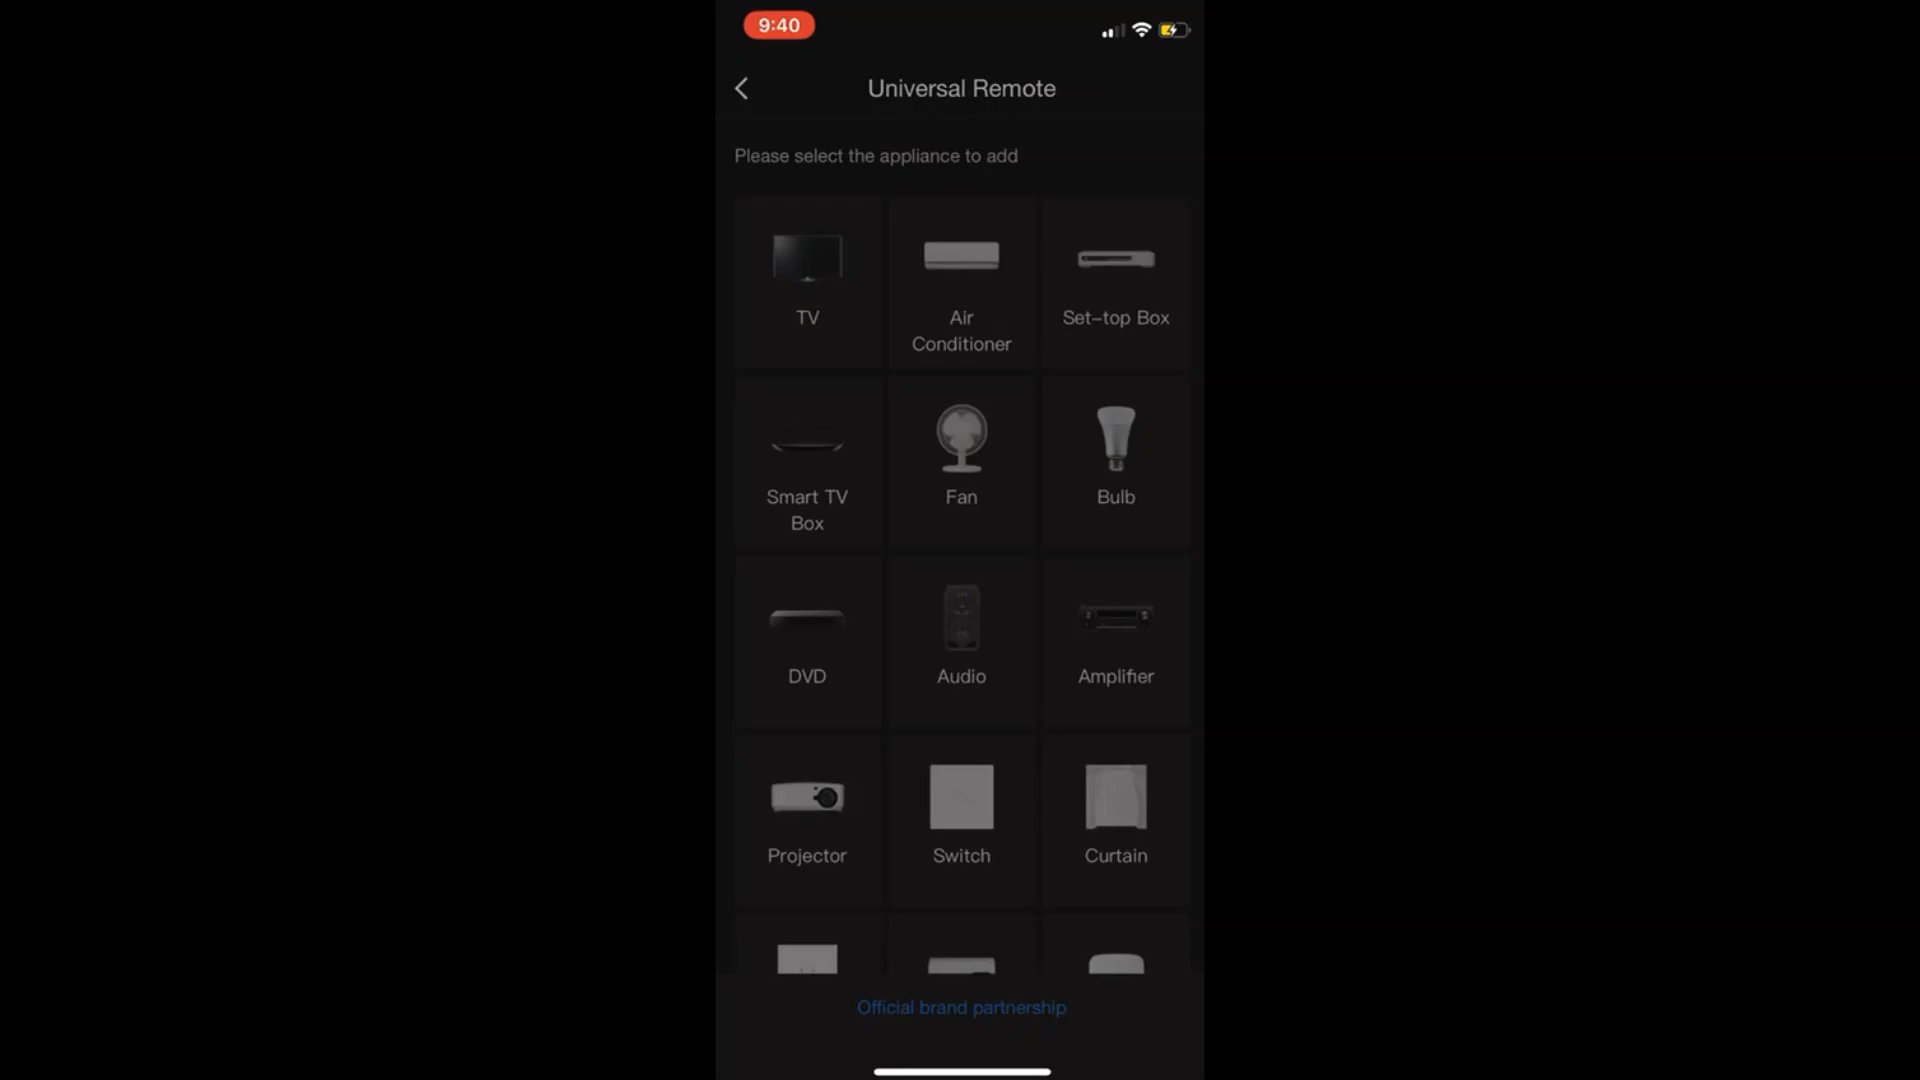 9:40
Universal Remote
Please select the appliance to add
TV
Air
Conditioner
Set-top Box
Smart TV
Box
Fan
Bulb
DVD
Audio
Amplifier
Projector
Switch
Curtain
Official brand partnership